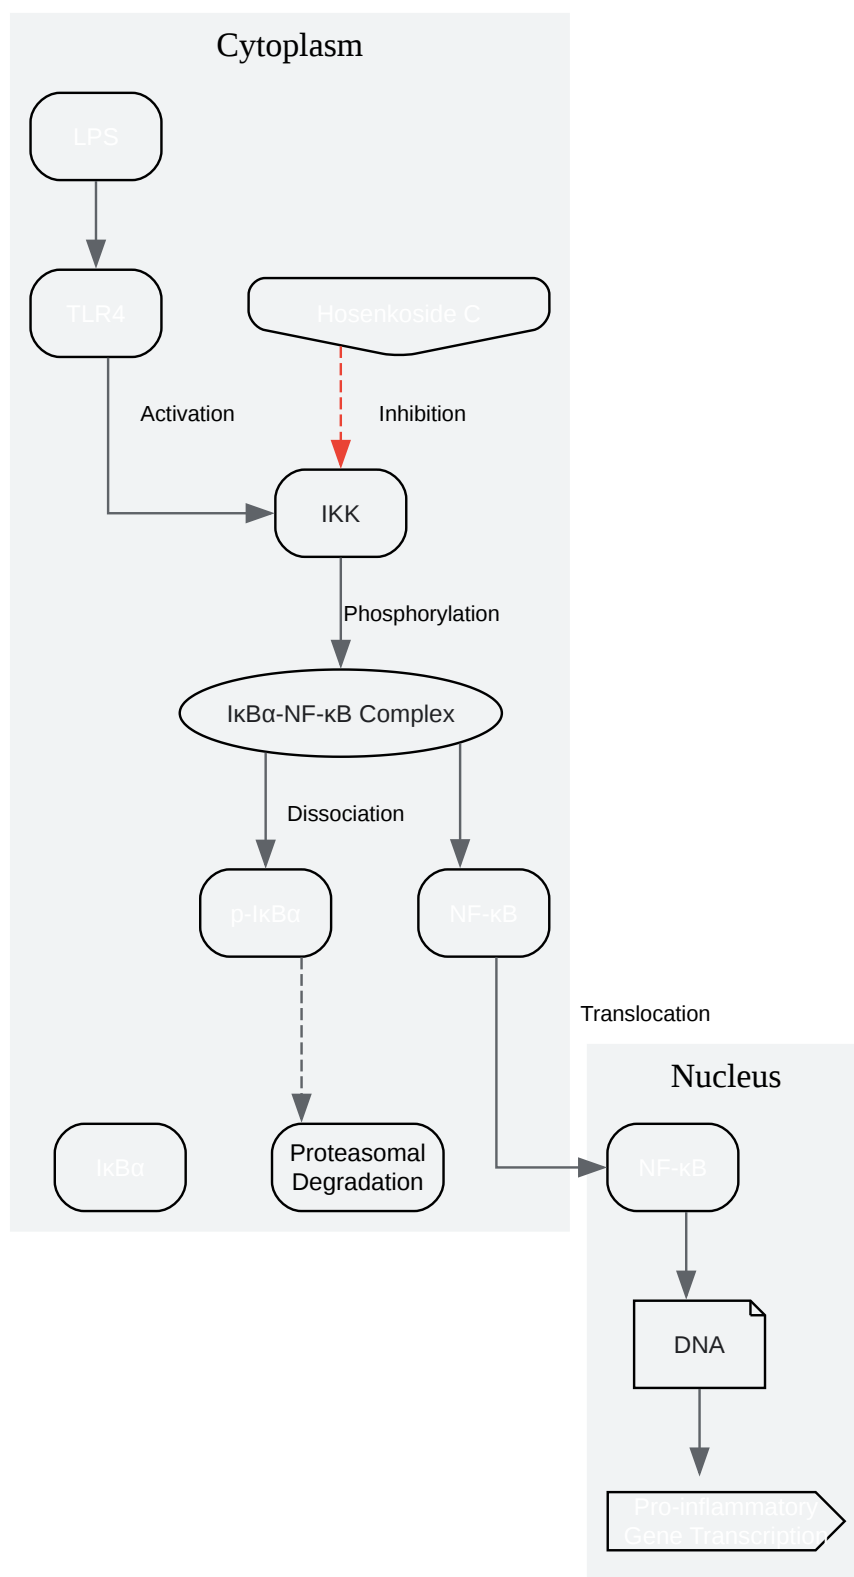 Cytoplasm
LPS
TLR4
Hosenkoside C
Activation
Inhibition
IKK
Phosphorylation
IκBα-NF-κB Complex
Dissociation
p-IκBα
NF-κB
Translocation
Nucleus
IκBα
Proteasomal
Degradation
NF-κB
DNA
Pro-inflammatory
Gene Transcription